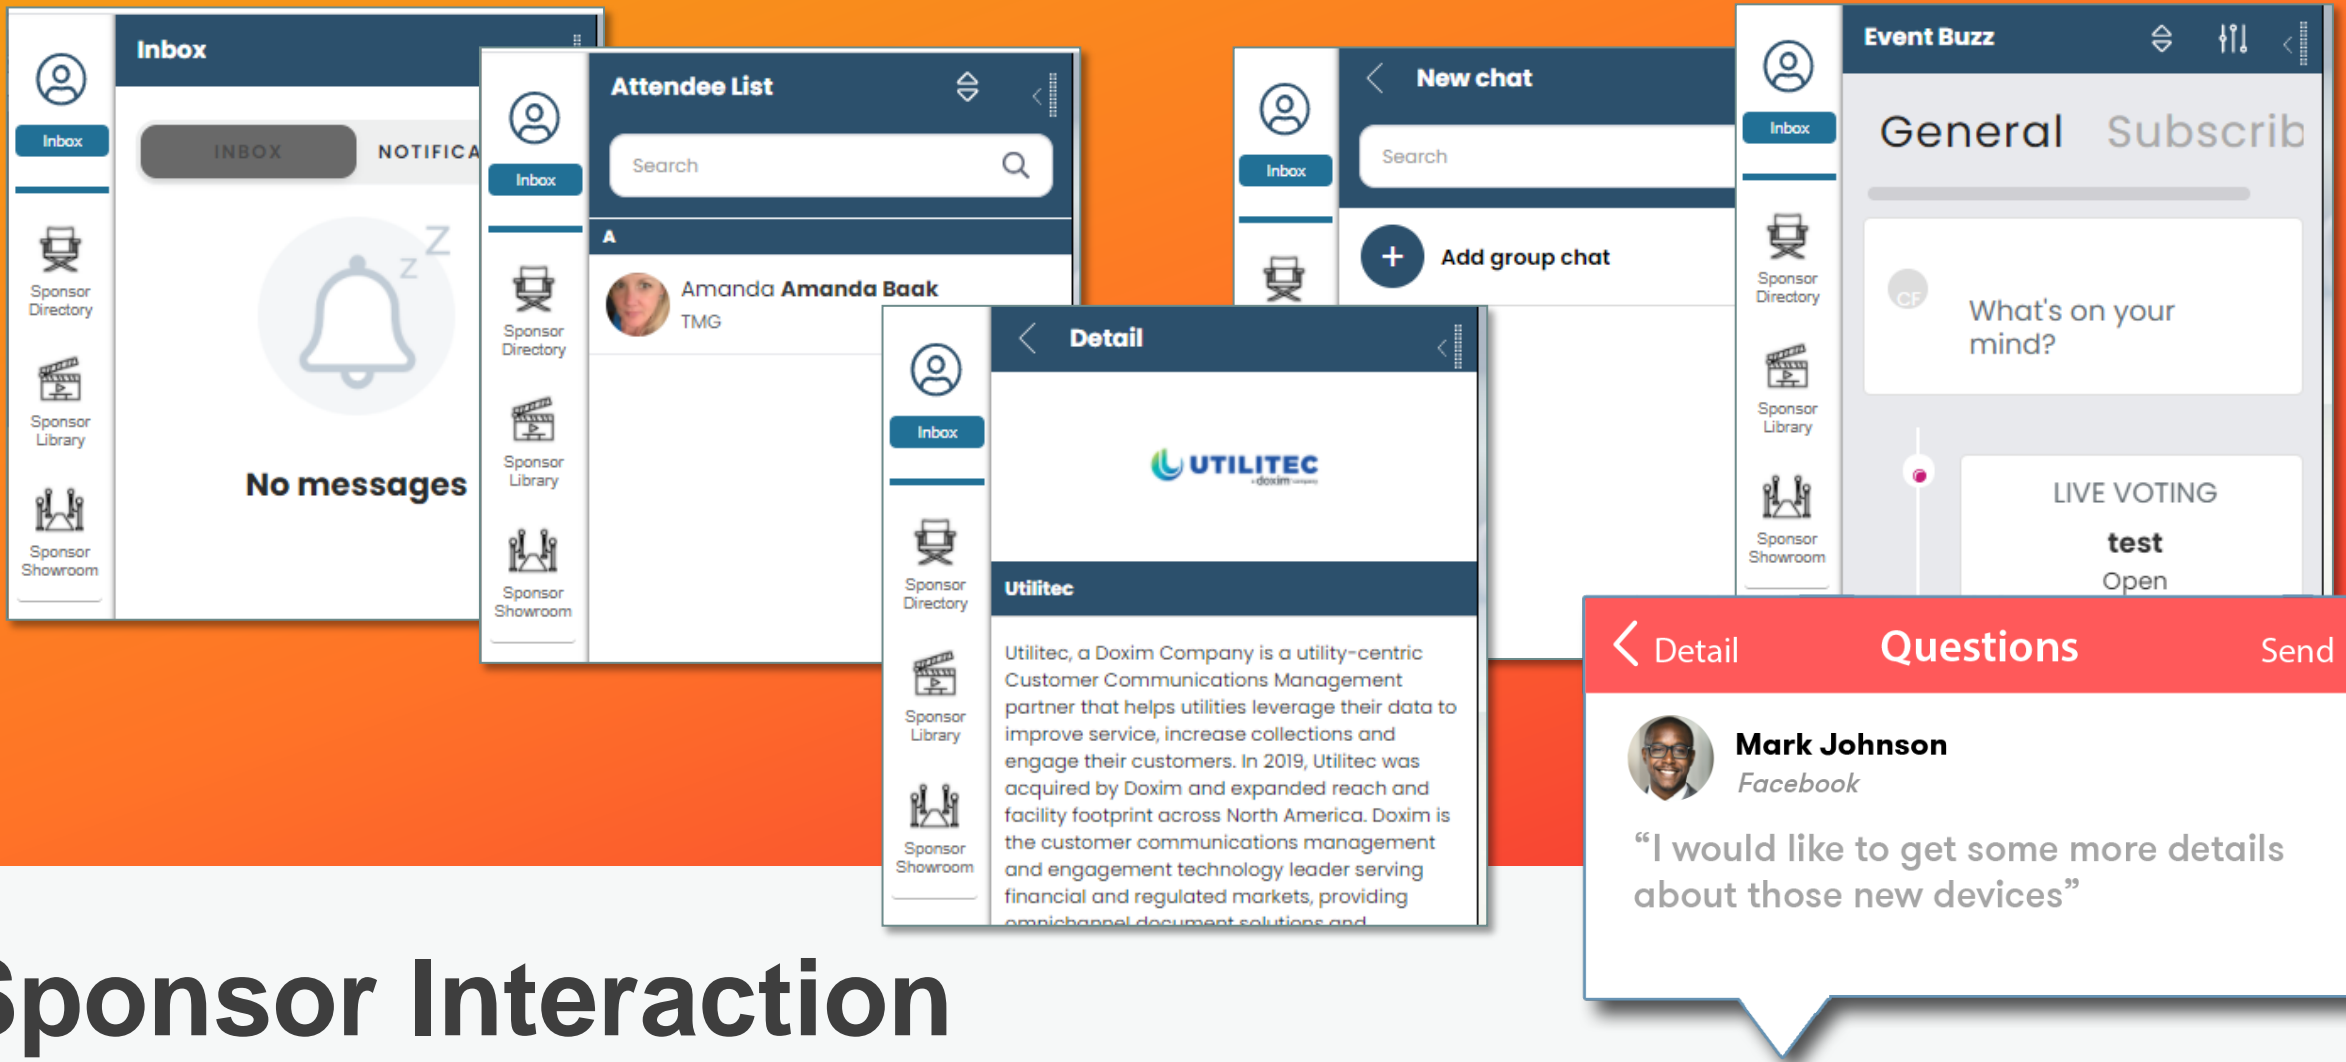 Inbox
Inbox
INBOX NOTIFICA
Z
Z
Sponsor
Directory
Sponsor
Library
Sponsor
Showroom
No messages
Attendee List
Inbox
Search
A
Amanda Amanda Baak
TMG
Sponsor
Directory
Sponsor
Library
Sponsor
Showroom
Detail
Inbox
UTILITEC
a doxim company
Utilitec
Sponsor
Directory
Sponsor
Library
Sponsor
Showroom
Utilitec, a Doxim Company is a utility-centric
Customer Communications Management
partner that helps utilities leverage their data to
improve service, increase collections and
engage their customers. In 2019, Utilitec was
acquired by Doxim and expanded reach and
facility footprint across North America. Doxim is
the customer communications management
and engagement technology leader serving
financial and regulated markets, providing
omnichannel document solutions and
New chat
Inbox
Search
+ Add group chat
Event Buzz
Inbox
General Subscrib
CF
What's on your
mind?
Sponsor
Directory
Sponsor
Library
Sponsor
Showroom
LIVE VOTING
test
Open
Detail Questions Send
Mark Johnson
Facebook
“I would like to get some more details
about those new devices”
Sponsor Interaction